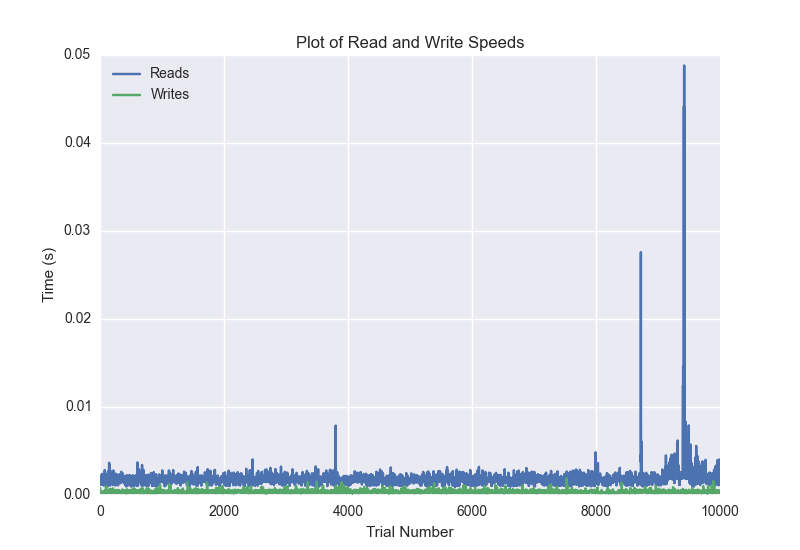 Plot of Read and Write Speeds
0.05
Reads
Writes
0.04
0.03
Time (s)
0.02
0.01
0.00
0 2000 4000 6000 8000 10000
Trial Number